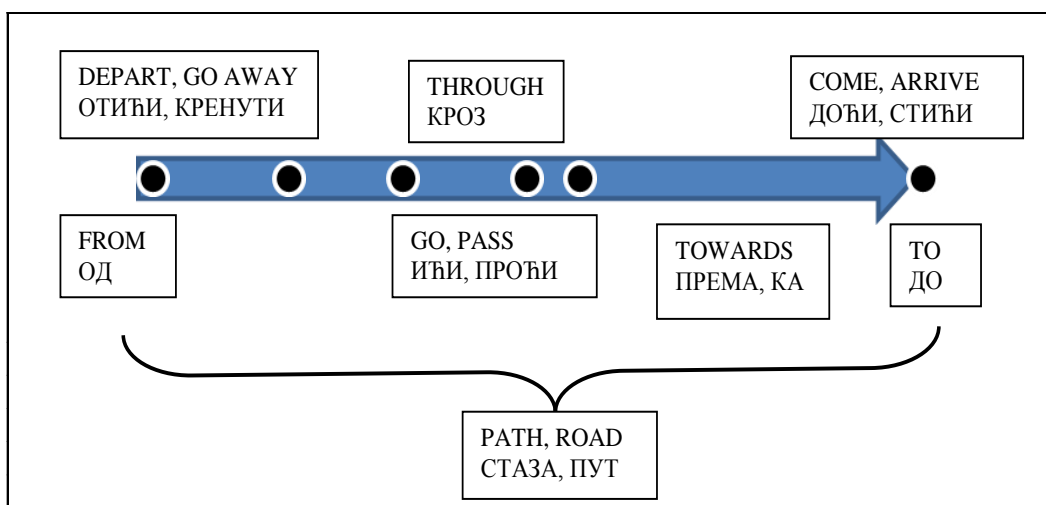 DEPART, GO AWAY
ОТИЋИ, КРЕНУТИ
THROUGH
КРОЗ
COME, ARRIVE
ДОЋИ, СТИЋИ
FROM
ОД
GO, PASS
ИЋИ, ПРОЋИ
TOWARDS
ПРЕМА, КА
TO
ДО
PATH, ROAD
СТАЗА, ПУТ